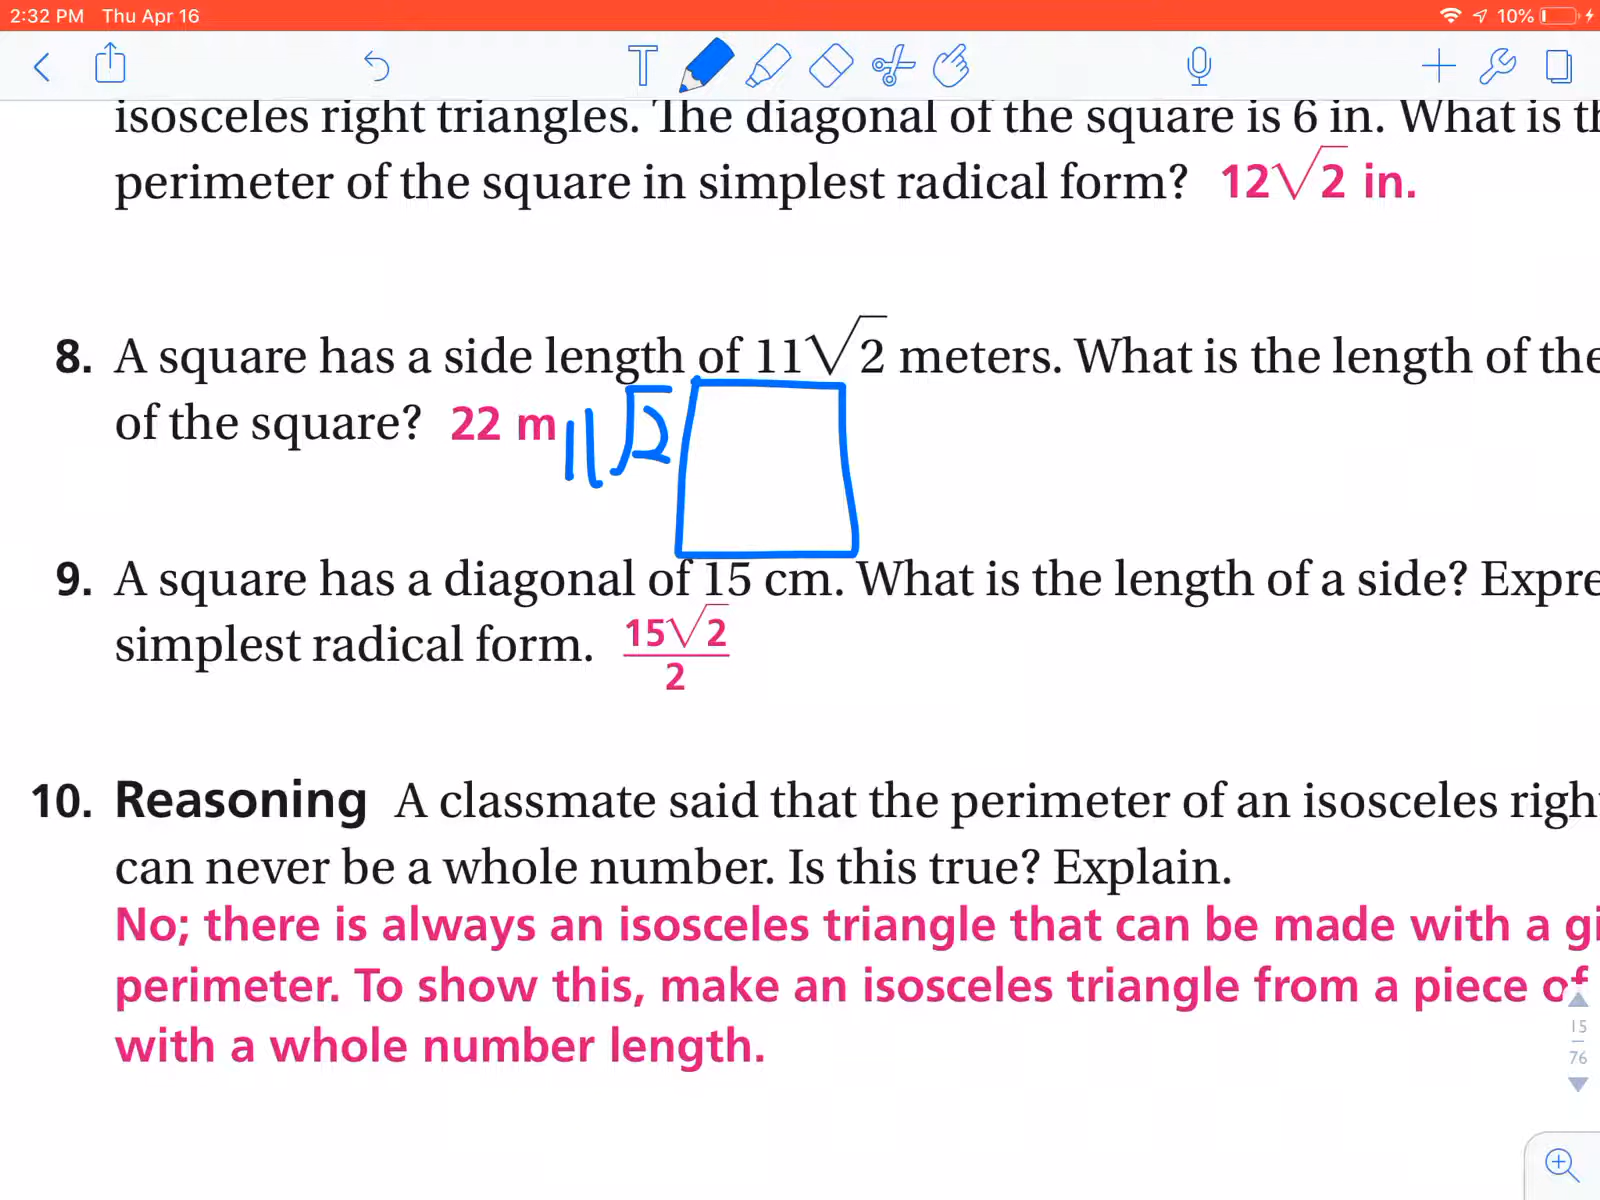 2:32 PM Thu Apr 16 10%
T
isosceles right triangles. The diagonal of the square is 6 in. What is
perimeter of the square in simplest radical form? 12√2 in.
8. A square has a side length of 11√2 meters. What is the length of the
of the square? 22 m 11√2
9. A square has a diagonal of 15 cm. What is the length of a side?
simplest radical form. 15√2
2
10. Reasoning A classmate said that the perimeter of an isosceles
can never be a whole number. Is this true? Explain.
No; there is always an isosceles triangle that can be made with a
perimeter. To show this, make an isosceles triangle from a piece of
with a whole number length.
15
76